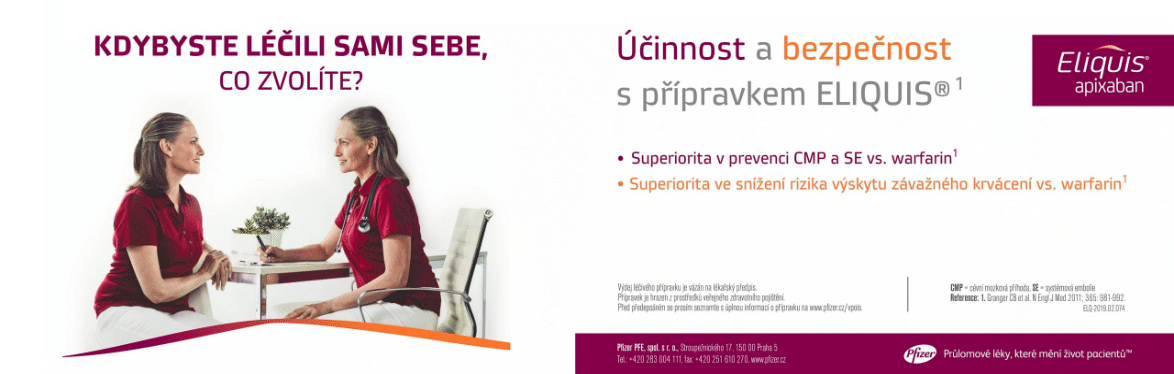 KDYBYSTE LÉČILI SAMI SEBE,
CO ZVOLÍTE?
Účinnost a bezpečnost
s přípravkem ELIQUIS® 1
• Superiorita v prevenci CMP a SE vs. warfarin1
• Superiorita ve snížení rizika výskytu závažného krvácení vs. warfarin1
Eliquis®
apixaban
Výdej léčivého přípravku je vázán na lékařský předpis.
Přípravek je hrazen z prostředků veřejného zdravotního pojištění.
Před předepsáním se prosím seznamte s úplnou informací o přípravku na www.pfizer.cz/vpois.
CMP = cévní mozková příhoda, SE = systémová embolie
Reference: 1. Granger CB et al. N Engl J Med 2011; 365: 981-992.
ELQ-2019.02.074
Pfizer PFE, spol. s r. o., Stroupežnického 17, 150 00 Praha 5
Tel.: +420 283 004 111, fax: +420 251 610 270, www.pfizer.cz
Pfizer
Průlomové léky, které mění život pacientů™